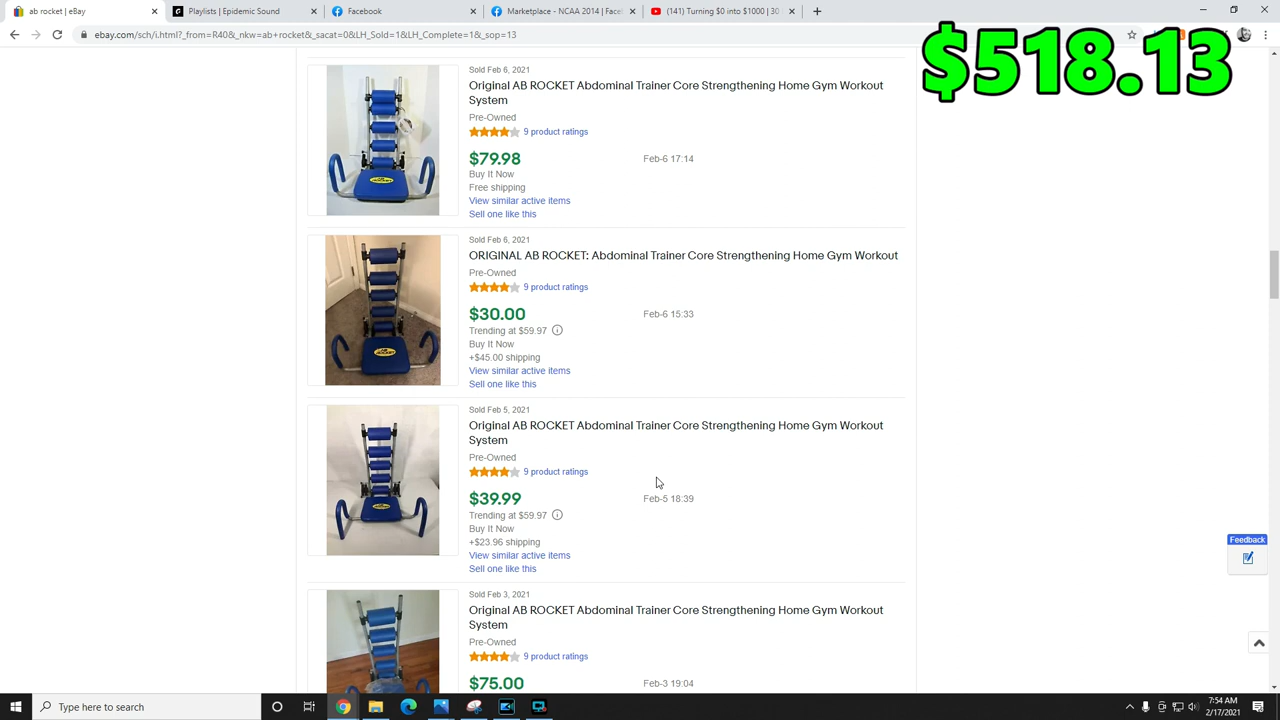 ab rocket | eBay
Playlists | Epidemic Sound
Facebook
Marketplace - NCAA 2014 | Face
(141) Turning $0 into $1000 | 30
ebay.com/sch/i.html?_from=R40&_nkw=ab+rocket&_sacat=0&LH_Sold=1&LH_Complete=1&_sop=13
$518.13
Sold Feb 6, 2021
Original AB ROCKET Abdominal Trainer Core Strengthening Home Gym Workout
System
Pre-Owned
9 product ratings
$79.98
Feb-6 17:14
Buy It Now
Free shipping
View similar active items
Sell one like this
Sold Feb 6, 2021
ORIGINAL AB ROCKET: Abdominal Trainer Core Strengthening Home Gym Workout
Pre-Owned
9 product ratings
$30.00
Feb-6 15:33
Trending at $59.97
Buy It Now
+$45.00 shipping
View similar active items
Sell one like this
Sold Feb 5, 2021
Original AB ROCKET Abdominal Trainer Core Strengthening Home Gym Workout
System
Pre-Owned
9 product ratings
$39.99
Feb-5 18:39
Trending at $59.97
Buy It Now
+$23.96 shipping
View similar active items
Sell one like this
Sold Feb 3, 2021
Original AB ROCKET Abdominal Trainer Core Strengthening Home Gym Workout
System
Pre-Owned
9 product ratings
$75.00
Feb-3 19:04
Feedback
Type here to search
7:54 AM
2/17/2021